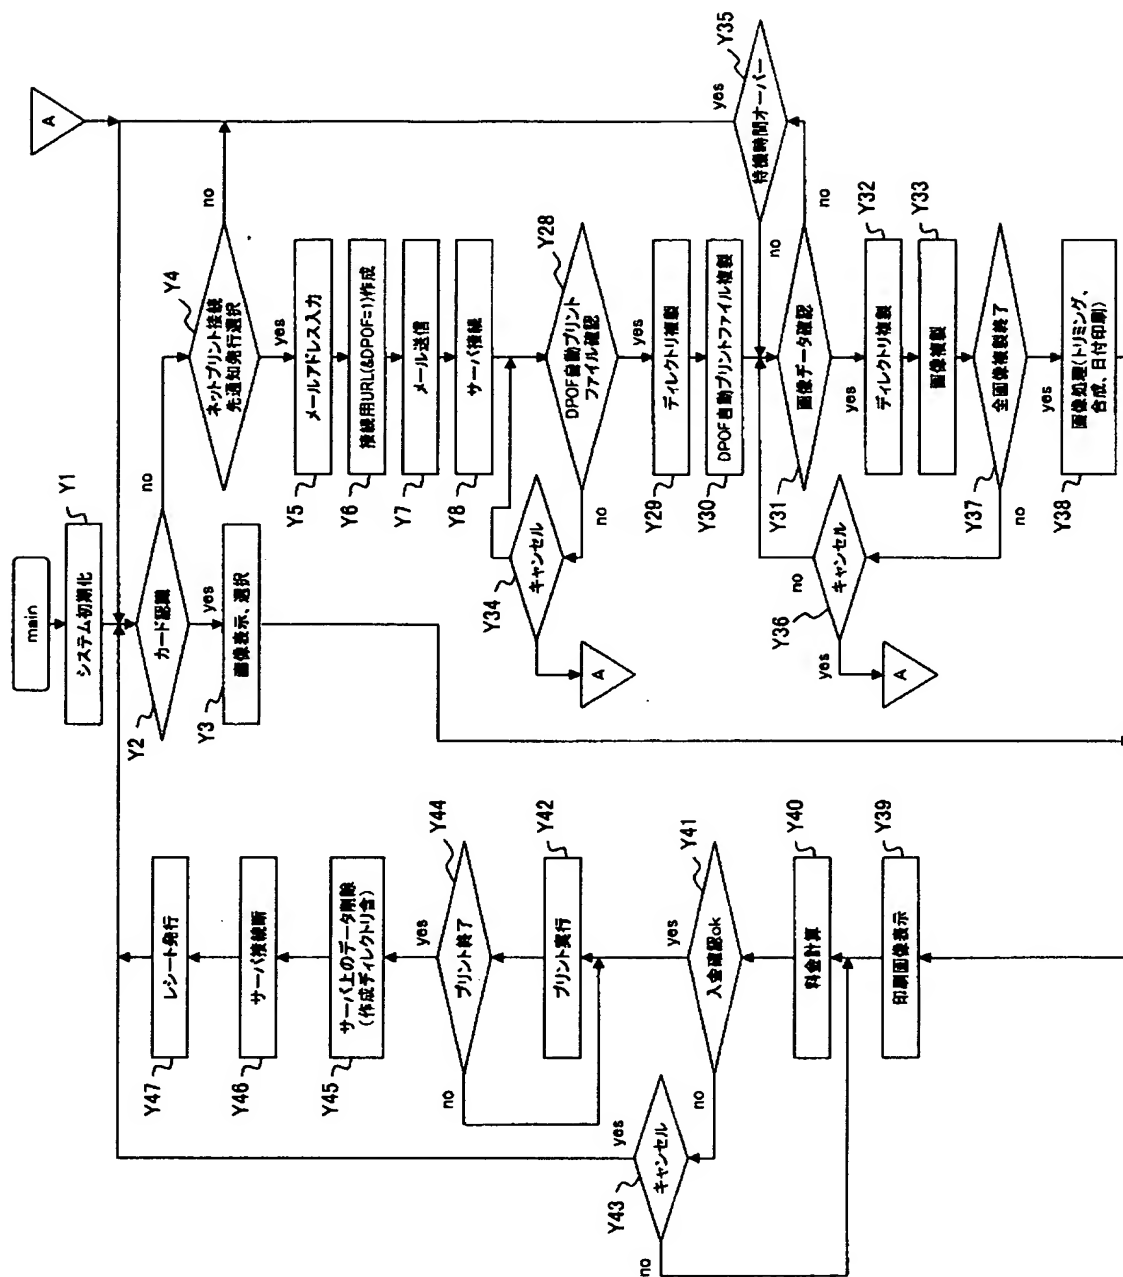 main
システム初期化
Y1
カード認識
Y2
yes
no
画像表示、選択
Y3
A
ネットプリント接続
先通知発行選択
Y4
no
yes
メールアドレス入力
Y5
接続用URL(&DPOF=1)作成
Y6
メール送信
Y7
サーバ接続
Y8
DPOF自動プリント
ファイル確認
Y28
no
yes
キャンセル
Y34
A
ディレクトリ複製
Y29
DPOF自動プリントファイル複製
Y30
画像データ確認
Y31
no
yes
待機時間オーバー
Y35
yes
no
ディレクトリ複製
Y32
画像複製
Y33
全画像複製終了
Y37
no
yes
キャンセル
Y36
no
yes
A
画像処理(トリミング、
合成、日付印刷)
Y38
印刷画像表示
Y39
料金計算
Y40
入金確認ok
Y41
yes
no
キャンセル
Y43
yes
no
プリント実行
Y42
プリント終了
Y44
yes
no
サーバ上のデータ削除
(作成ディレクトリ含)
Y45
サーバ接続断
Y46
レシート発行
Y47